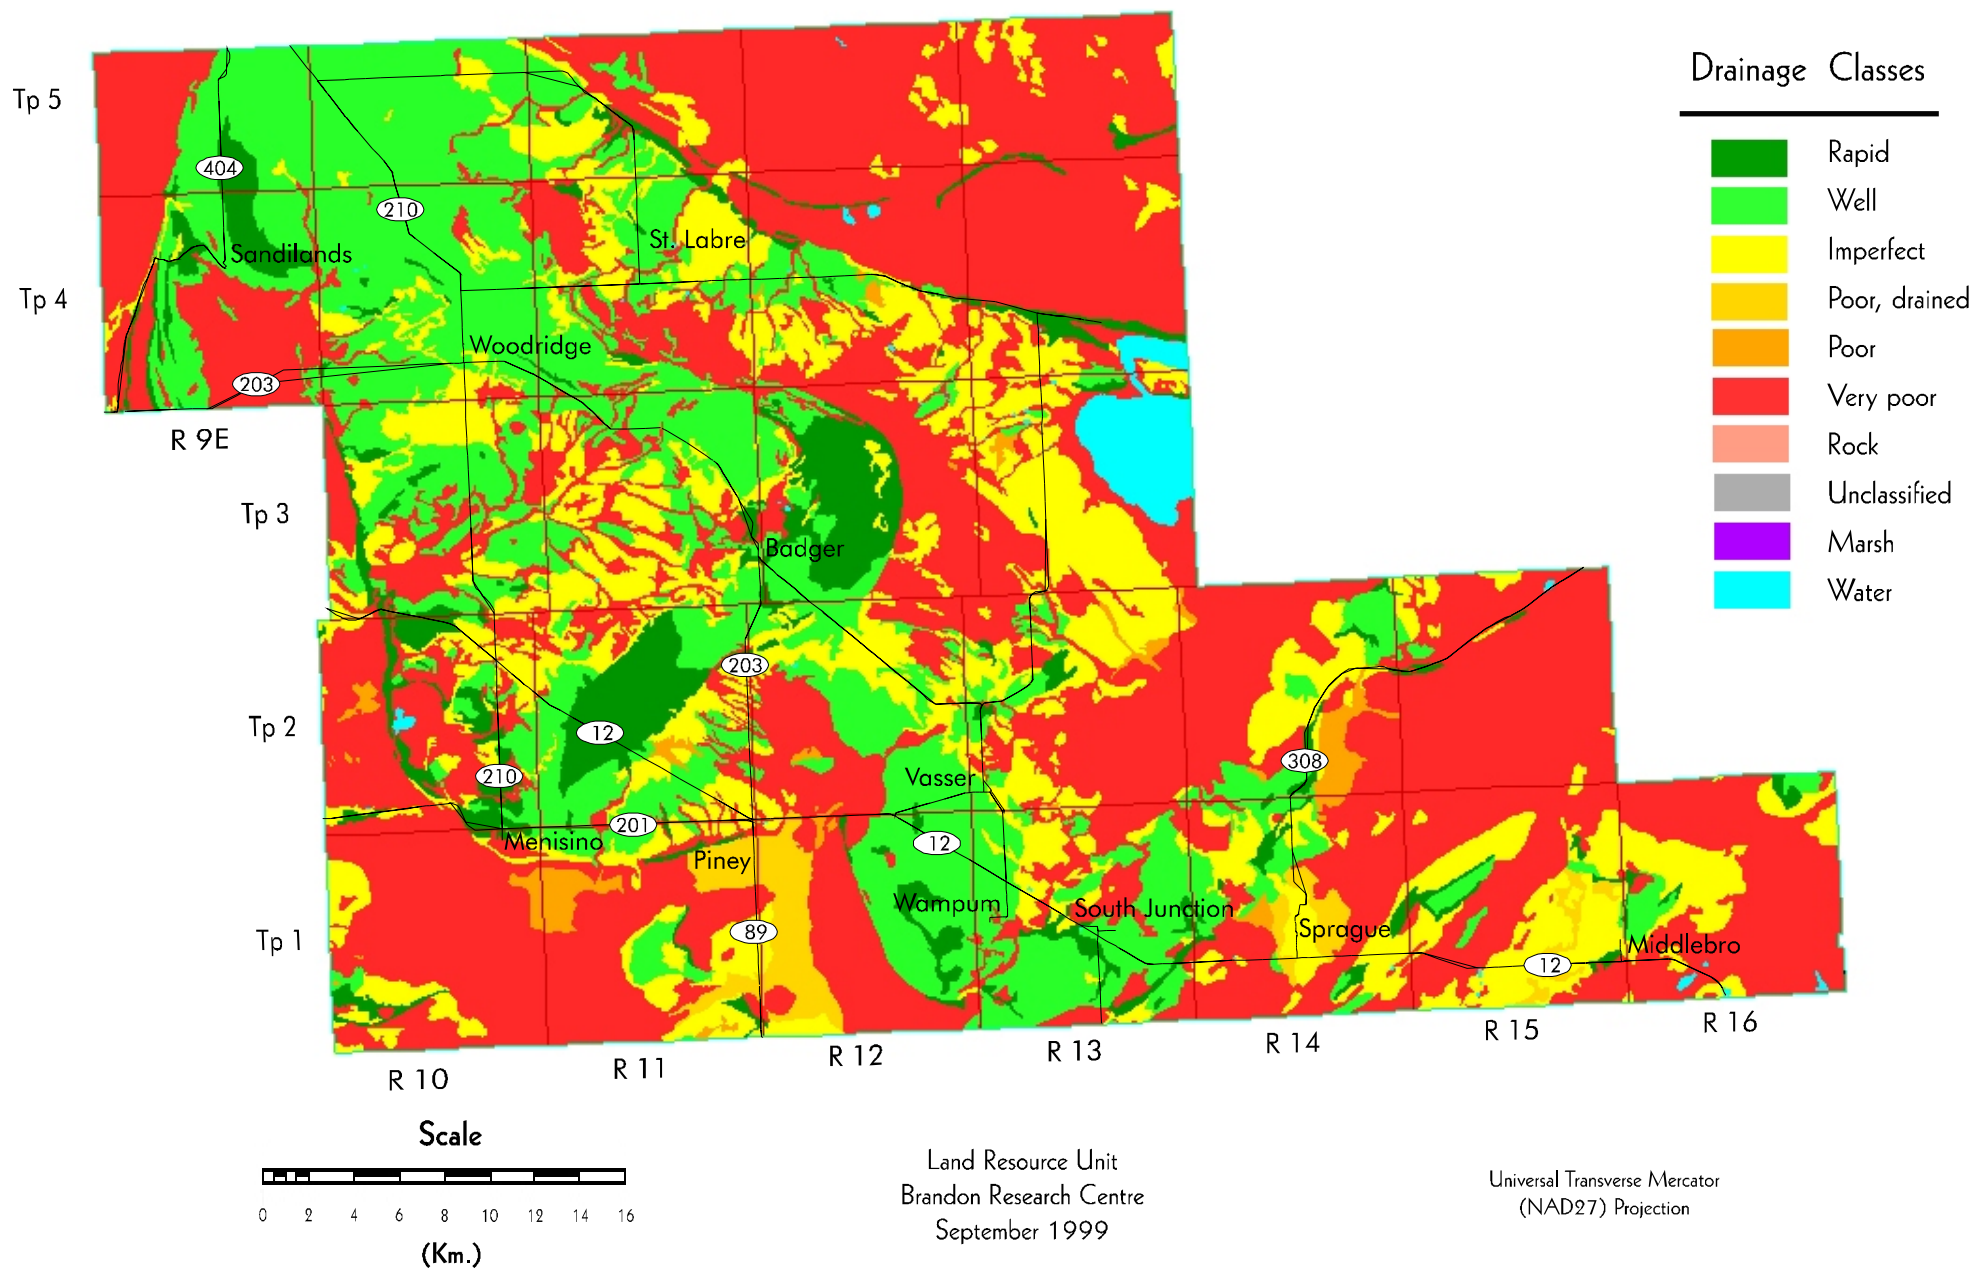 Drainage Classes
Rapid
Well
Imperfect
Poor, drained
Poor
Very poor
Rock
Unclassified
Marsh
Water
Tp 5
Tp 4
Tp 3
Tp 2
Tp 1
404
210
Sandilands
St. Labre
Woodridge
203
R 9E
Badger
203
12
210
Vasser
308
201
Menisino
Piney
12
Wampum
South Junction
89
Sprague
Middlebro
12
R 10
R 11
R 12
R 13
R 14
R 15
R 16
Scale
0 2 4 6 8 10 12 14 16
(Km.)
Land Resource Unit
Brandon Research Centre
September 1999
Universal Transverse Mercator
(NAD27) Projection